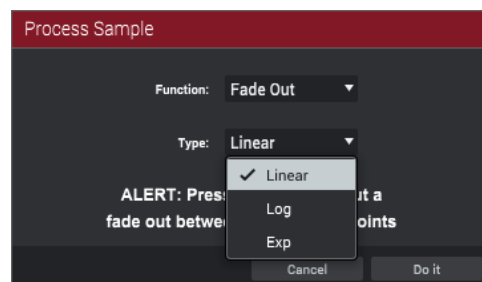 Process Sample
Function: Fade Out
Type: Linear
Linear
Log
Exp
ALERT: Pres t a
fade out betwe oints
Cancel Do it